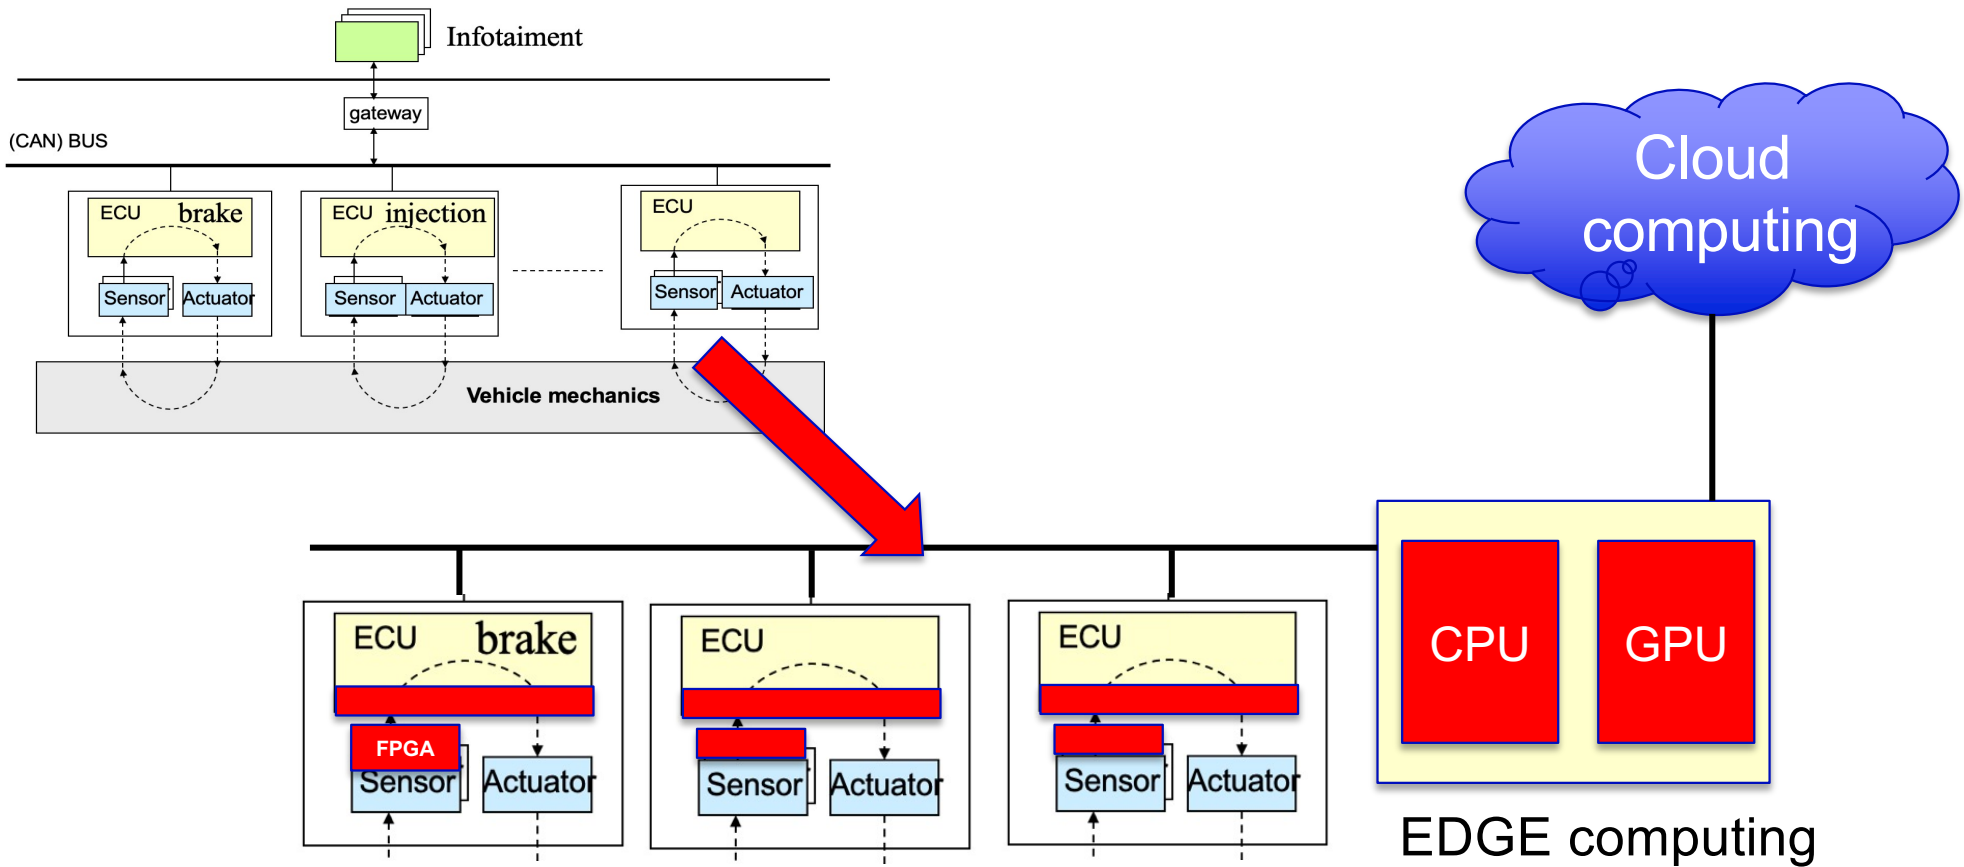 Infotaiment
gateway
(CAN) BUS
ECU brake
ECU injection
ECU
Sensor
Actuator
Sensor
Actuator
Sensor
Actuator
Vehicle mechanics
Cloud
computing
ECU brake
ECU
ECU
FPGA
Sensor
Actuator
Sensor
Actuator
Sensor
Actuator
CPU
GPU
EDGE computing